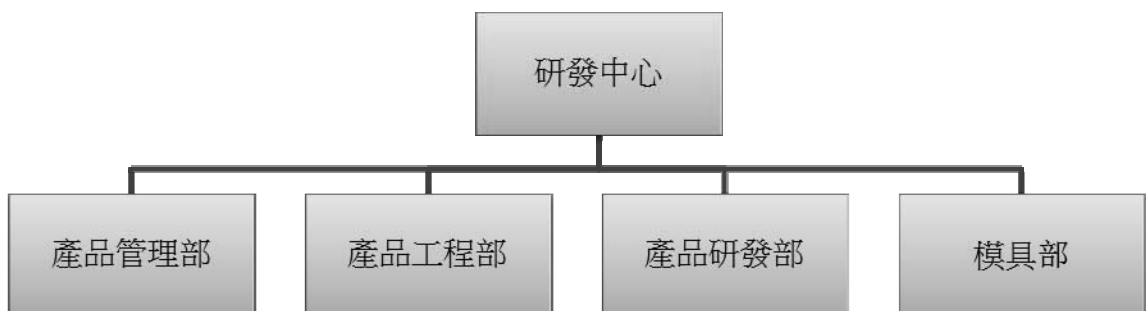 研發中心
產品管理部
產品工程部
產品研發部
模具部